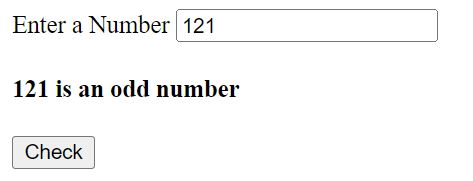 Enter a Number 121
121 is an odd number
Check